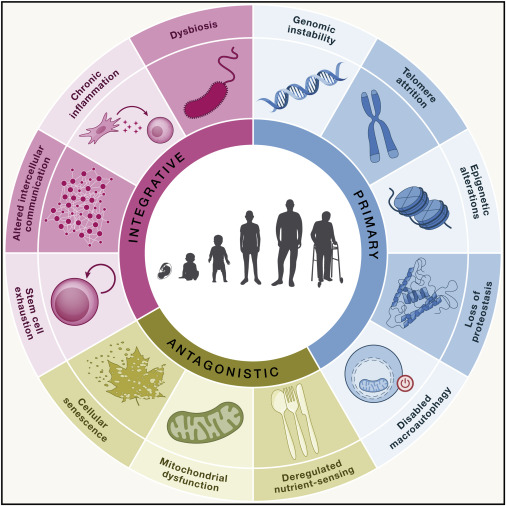 Genomic
instability
Telomere
attrition
Epigenetic
alterations
Loss of
proteostasis
Disabled
macroautophagy
Deregulated
nutrient-sensing
Mitochondrial
dysfunction
Cellular
senescence
Stem cell
exhaustion
Altered intercellular
communication
Chronic
inflammation
Dysbiosis
PRIMARY
ANTAGONISTIC
INTEGRATIVE